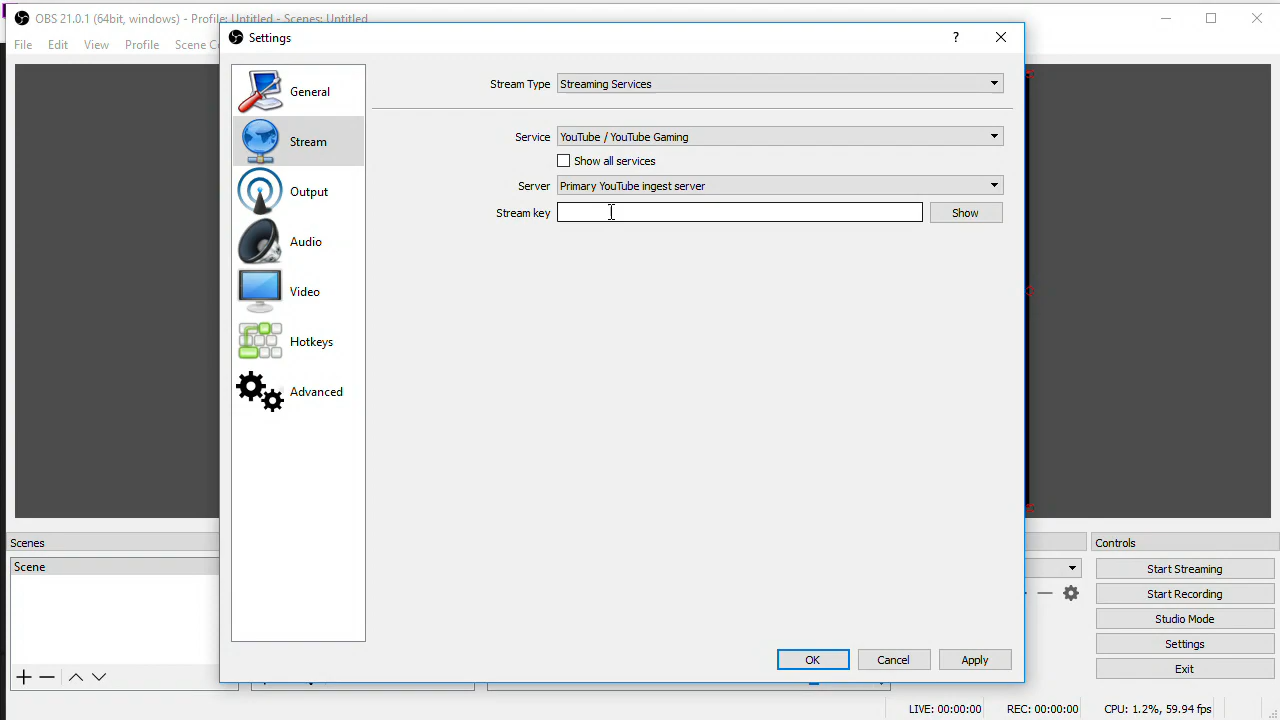 OBS 21.0.1 (64bit, windows) - Profile: Untitled - Scenes: Untitled
Settings
?
File Edit View Profile Scene Co
General
Stream
Output
Audio
Video
Hotkeys
Advanced
Stream Type Streaming Services
Service YouTube / YouTube Gaming
Show all services
Server Primary YouTube ingest server
Stream key Show
OK Cancel Apply
Scenes
Scene
Controls
Start Streaming
Start Recording
Studio Mode
Settings
Exit
LIVE: 00:00:00 REC: 00:00:00 CPU: 1.2%, 59.94 fps